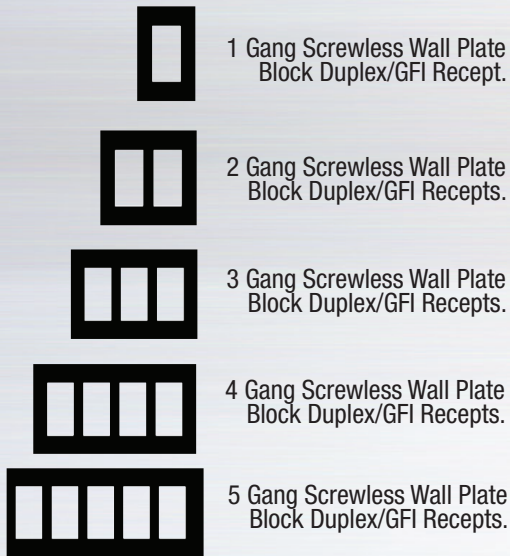 1 Gang Screwless Wall Plate
Block Duplex/GFI Recept.
2 Gang Screwless Wall Plate
Block Duplex/GFI Recepts.
3 Gang Screwless Wall Plate
Block Duplex/GFI Recepts.
4 Gang Screwless Wall Plate
Block Duplex/GFI Recepts.
5 Gang Screwless Wall Plate
Block Duplex/GFI Recepts.